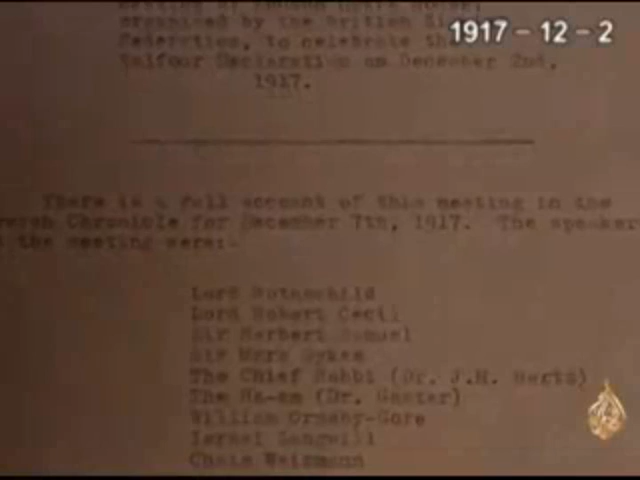 1917 - 12 - 2
organised by the British
Federation, to celebrate the
Balfour Declaration on December 2nd,
1917.
There is a full account of this meeting in the
Chronicle for December 7th, 1917. The speaker
the meeting were:-
Lord Rothschild
Lord Robert Cecil
Sir Herbert Samuel
Sir Mark Sykes
The Chief Rabbi (Dr. J.H. Hertz)
The Ha-am (Dr. Gaster)
William Ormsby-Gore
Israel Zangwill
Chaim Weizmann